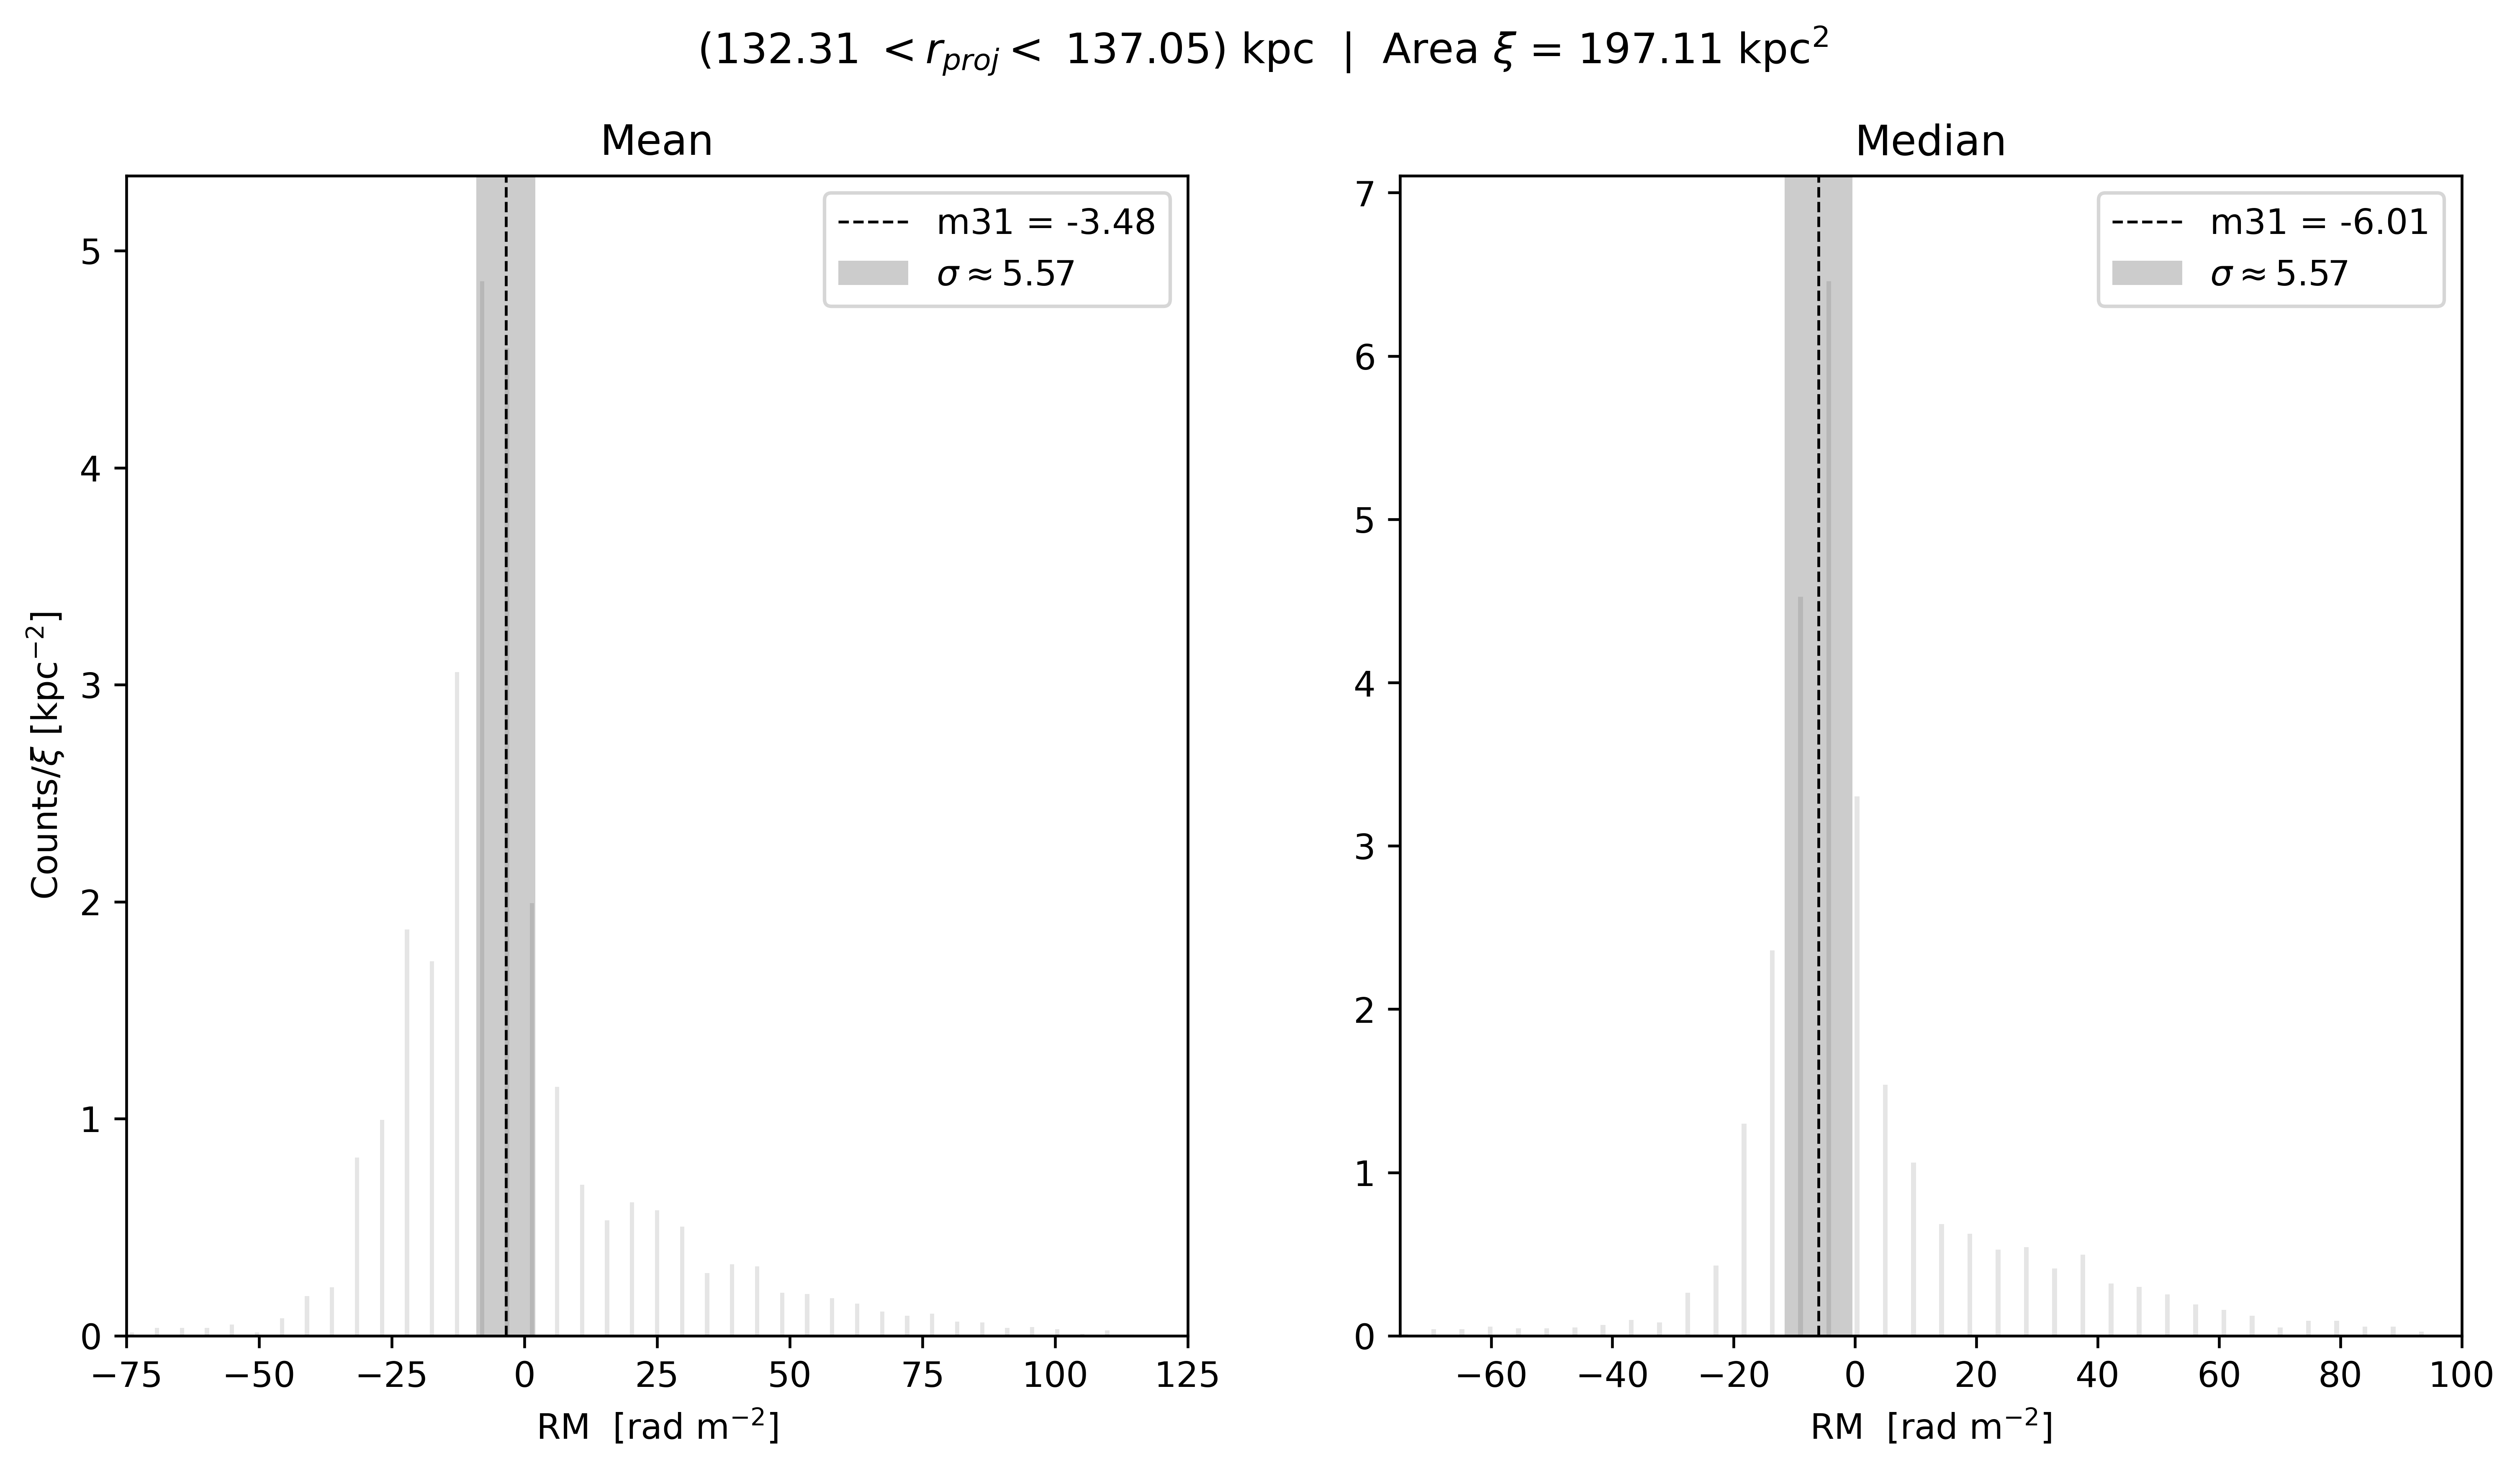 (132.31 < r_proj < 137.05) kpc | Area ξ = 197.11 kpc²
Mean
m31 = -3.48
σ ≈ 5.57
5
4
3
2
1
0
Counts/ξ [kpc⁻²]
−75 −50 −25 0 25 50 75 100 125
RM [rad m⁻²]
Median
m31 = -6.01
σ ≈ 5.57
7
6
5
4
3
2
1
0
−60 −40 −20 0 20 40 60 80 100
RM [rad m⁻²]